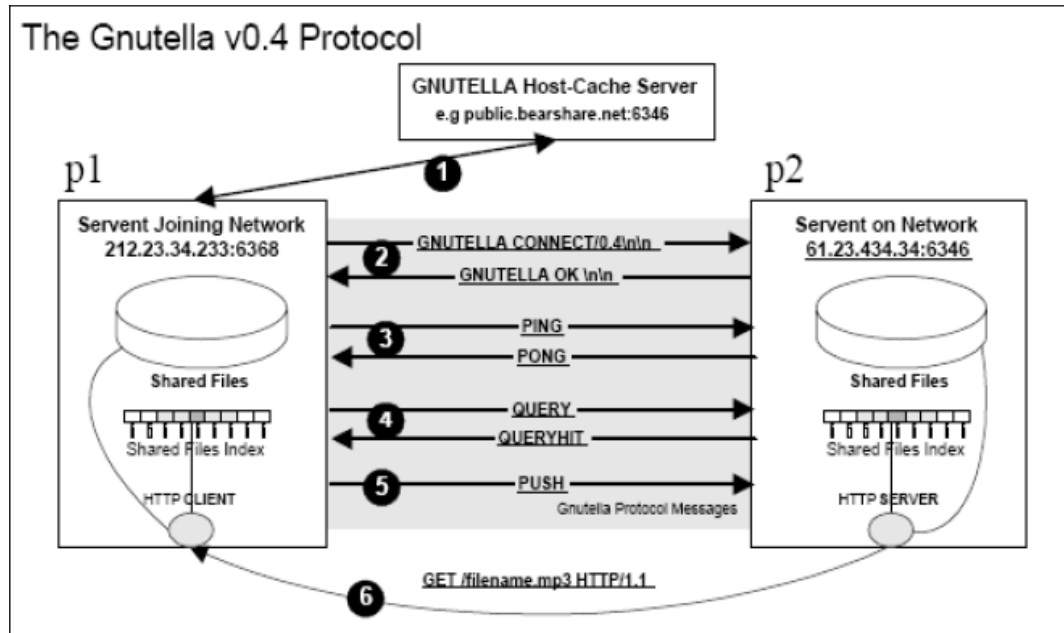 The Gnutella v0.4 Protocol
GNUTELLA Host-Cache Server
e.g public.bearshare.net:6346
1
p1
p2
Servent Joining Network
212.23.34.233:6368
Servent on Network
61.23.434.34:6346
2
GNUTELLA CONNECT/0.4\n\n
GNUTELLA OK \n\n
3
PING
PONG
Shared Files
Shared Files
4
QUERY
QUERYHIT
Shared Files Index
Shared Files Index
5
PUSH
Gnutella Protocol Messages
HTTP CLIENT
HTTP SERVER
6
GET /filename.mp3 HTTP/1.1